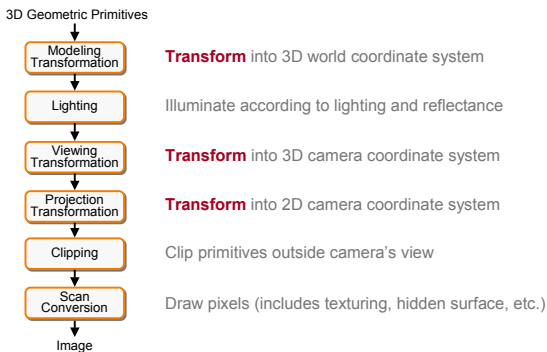 3D Geometric Primitives
Modeling
Transformation
Transform into 3D world coordinate system
Lighting
Illuminate according to lighting and reflectance
Viewing
Transformation
Transform into 3D camera coordinate system
Projection
Transformation
Transform into 2D camera coordinate system
Clipping
Clip primitives outside camera's view
Scan
Conversion
Draw pixels (includes texturing, hidden surface, etc.)
Image